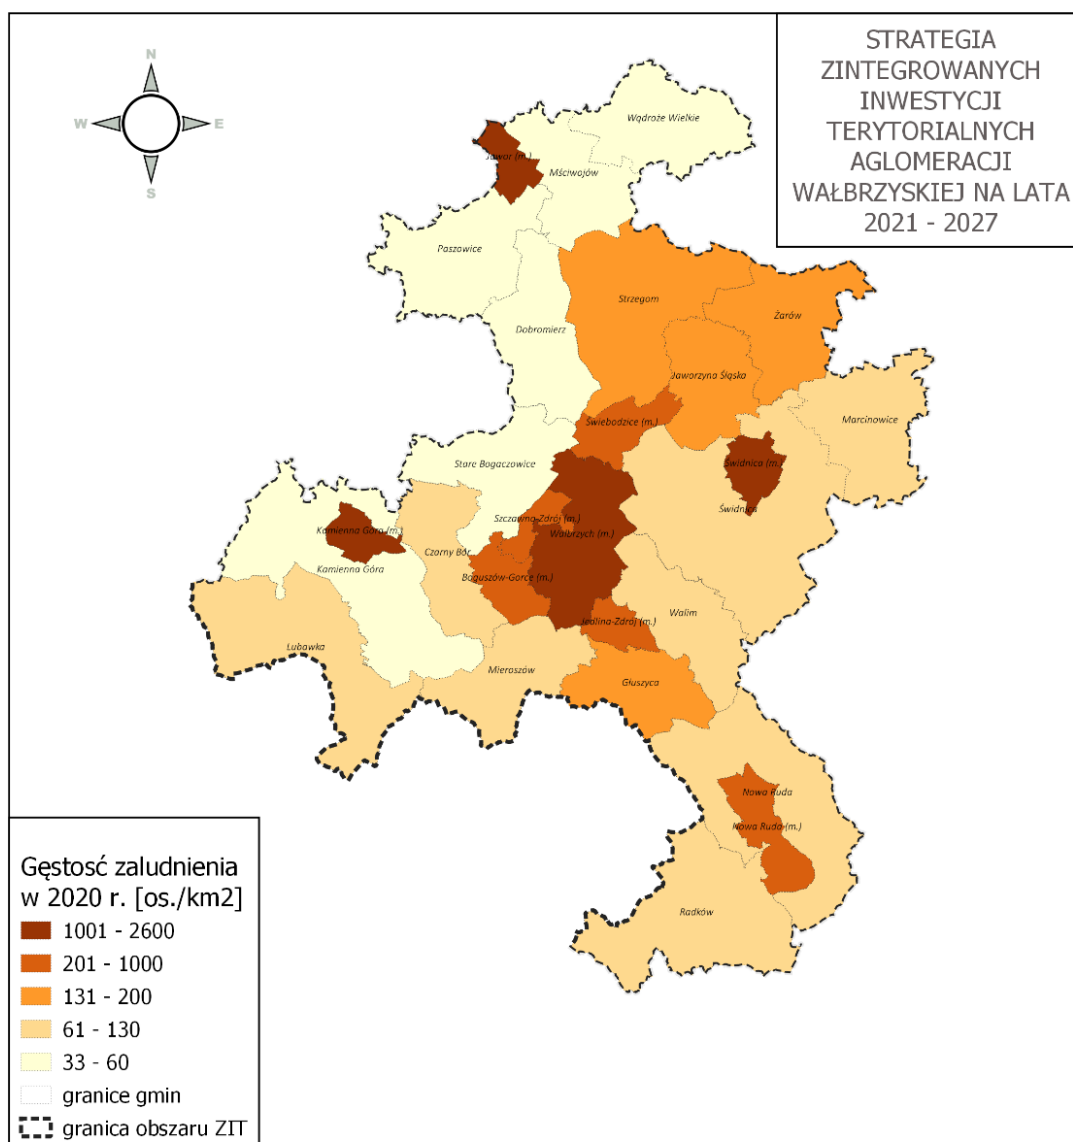 STRATEGIA
ZINTEGROWANYCH
INWESTYCJI
TERYTORIALNYCH
AGLOMERACJI
WAŁBRZYSKIEJ NA LATA
2021 - 2027
N
W
E
S
Wądroże Wielkie
Jawor (m.)
Mściwojów
Paszowice
Strzegom
Żarów
Dobromierz
Jaworzyna Śląska
Marcinowice
Świebodzice (m.)
Stare Bogaczowice
Świdnica (m.)
Świdnica
Szczawno-Zdrój (m.)
Kamienna Góra (m.)
Wałbrzych (m.)
Czarny Bór
Kamienna Góra
Boguszów-Gorce (m.)
Walim
Jedlina-Zdrój (m.)
Lubawka
Mieroszów
Głuszyca
Nowa Ruda
Nowa Ruda (m.)
Radków
Gęstosć zaludnienia
w 2020 r. [os./km2]
1001 - 2600
201 - 1000
131 - 200
61 - 130
33 - 60
granice gmin
granica obszaru ZIT